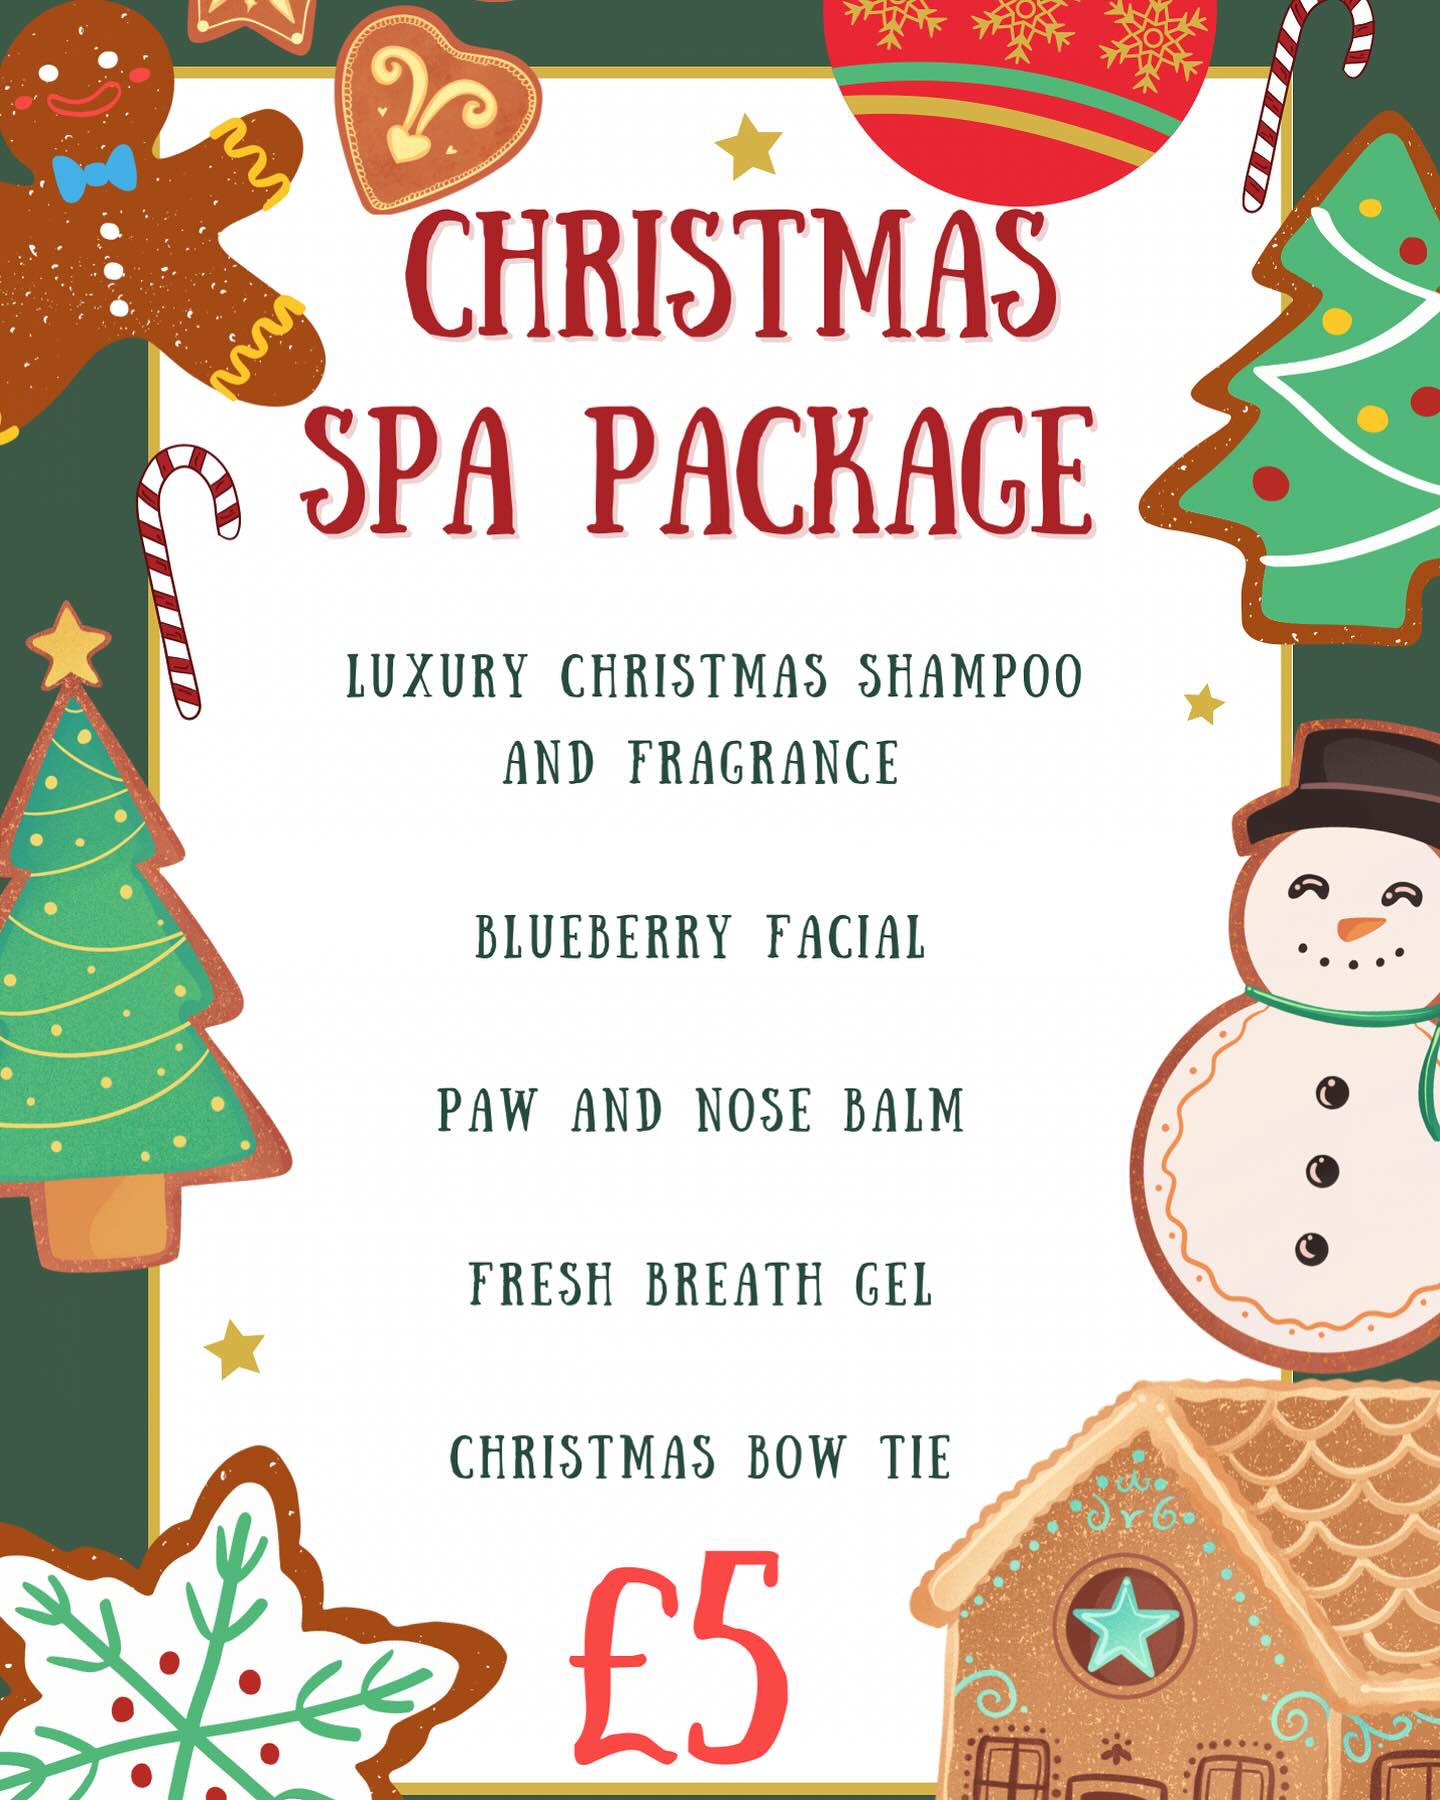 CHRISTMAS
SPA PACKAGE
LUXURY CHRISTMAS SHAMPOO
AND FRAGRANCE
BLUEBERRY FACIAL
PAW AND NOSE BALM
FRESH BREATH GEL
CHRISTMAS BOW TIE
£5